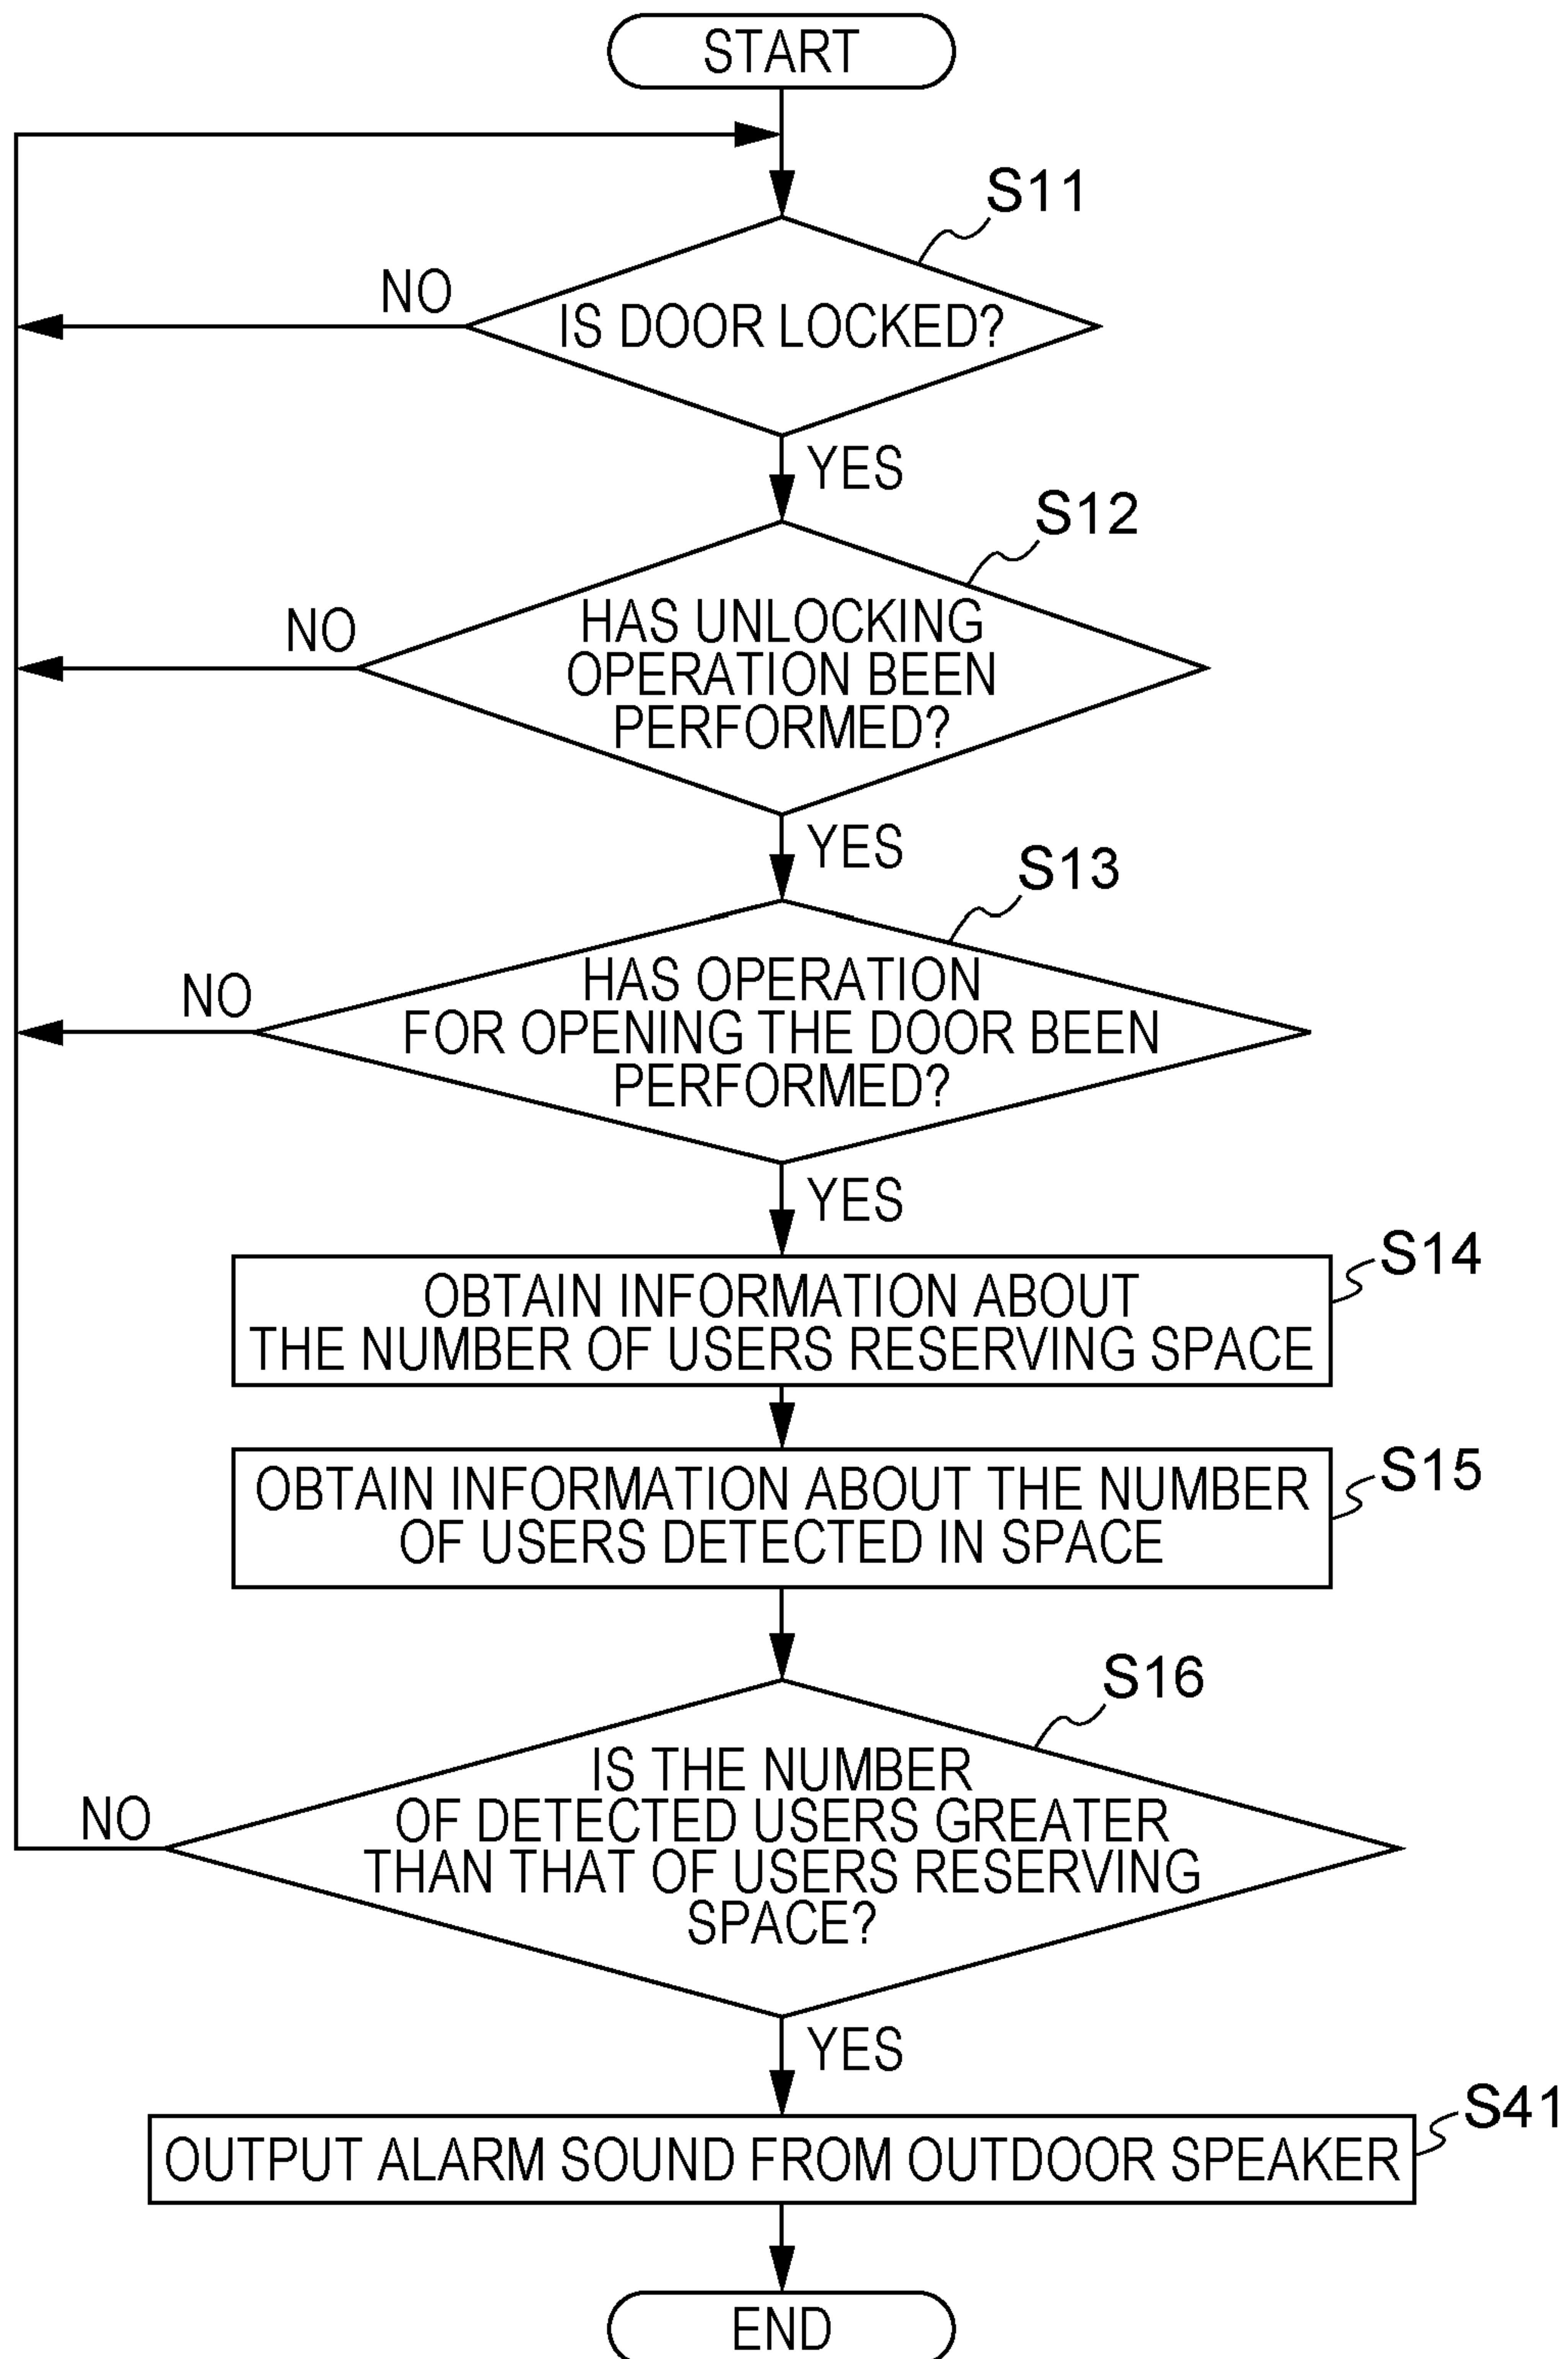 START
S11
NO
IS DOOR LOCKED?
YES
S12
NO
HAS UNLOCKING
OPERATION BEEN
PERFORMED?
YES
S13
NO
HAS OPERATION
FOR OPENING THE DOOR BEEN
PERFORMED?
YES
S14
OBTAIN INFORMATION ABOUT
THE NUMBER OF USERS RESERVING SPACE
S15
OBTAIN INFORMATION ABOUT THE NUMBER
OF USERS DETECTED IN SPACE
S16
NO
IS THE NUMBER
OF DETECTED USERS GREATER
THAN THAT OF USERS RESERVING
SPACE?
YES
S41
OUTPUT ALARM SOUND FROM OUTDOOR SPEAKER
END